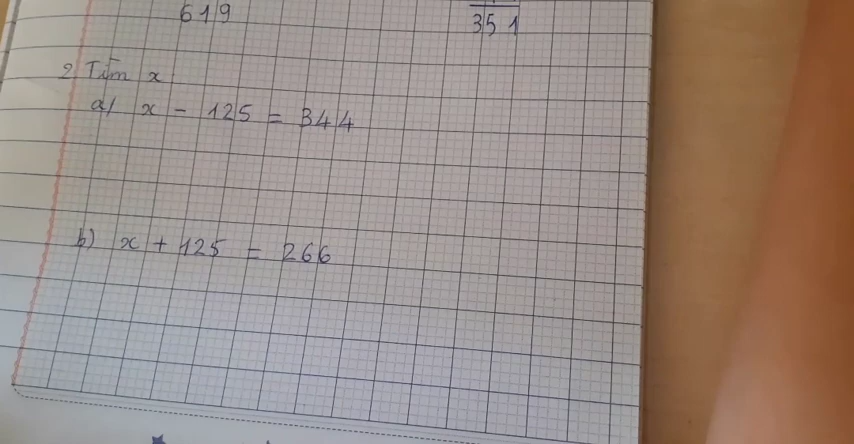 619
351
2 Tìm x
a) x - 125 = 344
b) x + 125 = 266